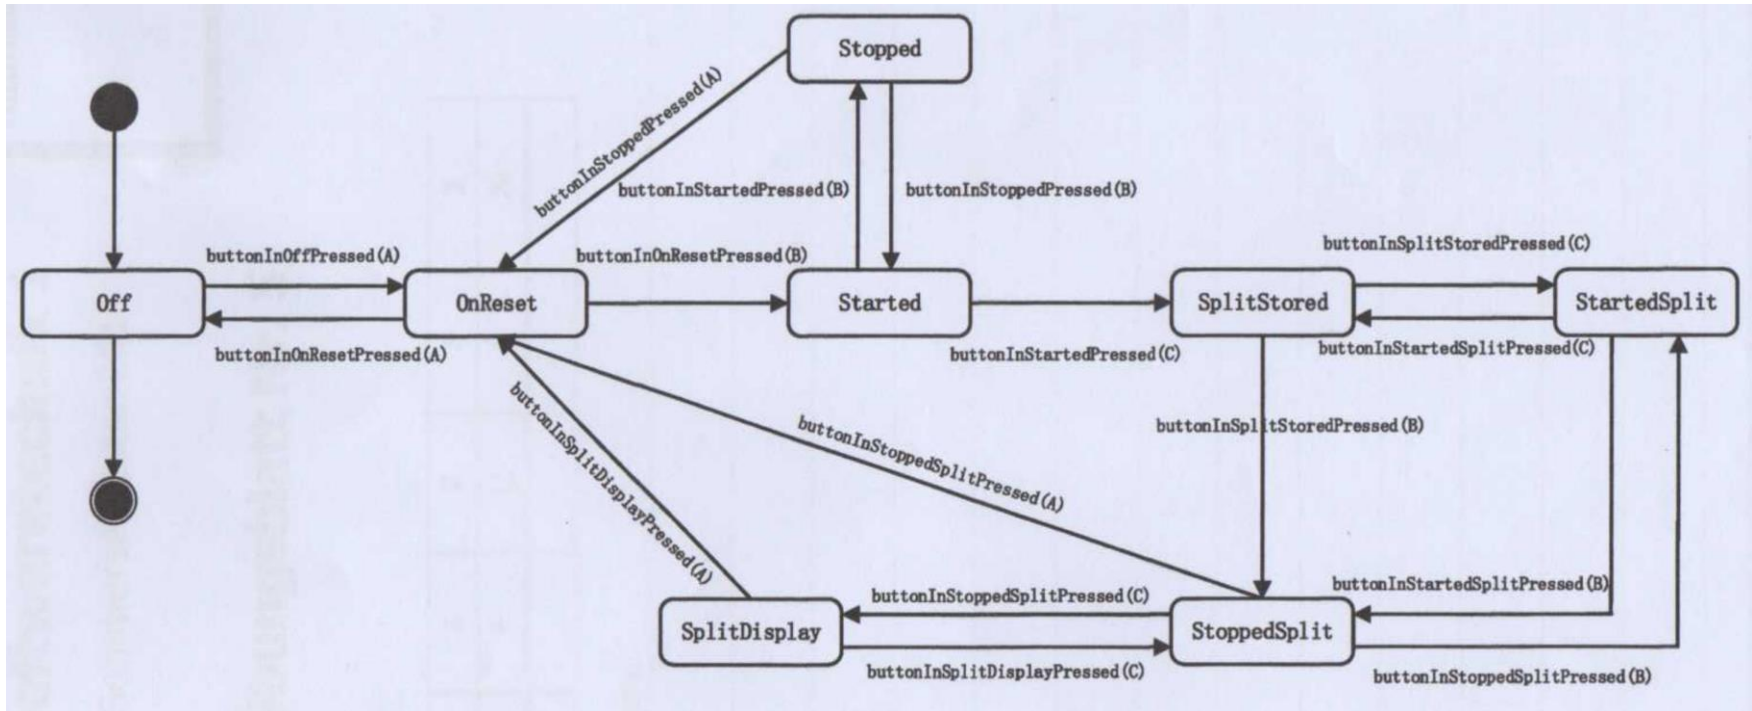 Stopped
buttonInStoppedPressed(A)
buttonInStartedPressed(B)
buttonInStoppedPressed(B)
buttonInOffPressed(A)
buttonInOnResetPressed(B)
buttonInSplitStoredPressed(C)
Off
OnReset
Started
SplitStored
StartedSplit
buttonInOnResetPressed(A)
buttonInStartedPressed(C)
buttonInStartedSplitPressed(C)
buttonInSplitDisplayPressed(A)
buttonInStoppedSplitPressed(A)
buttonInSplitStoredPressed(B)
buttonInStoppedSplitPressed(C)
buttonInStartedSplitPressed(B)
SplitDisplay
StoppedSplit
buttonInSplitDisplayPressed(C)
buttonInStoppedSplitPressed(B)